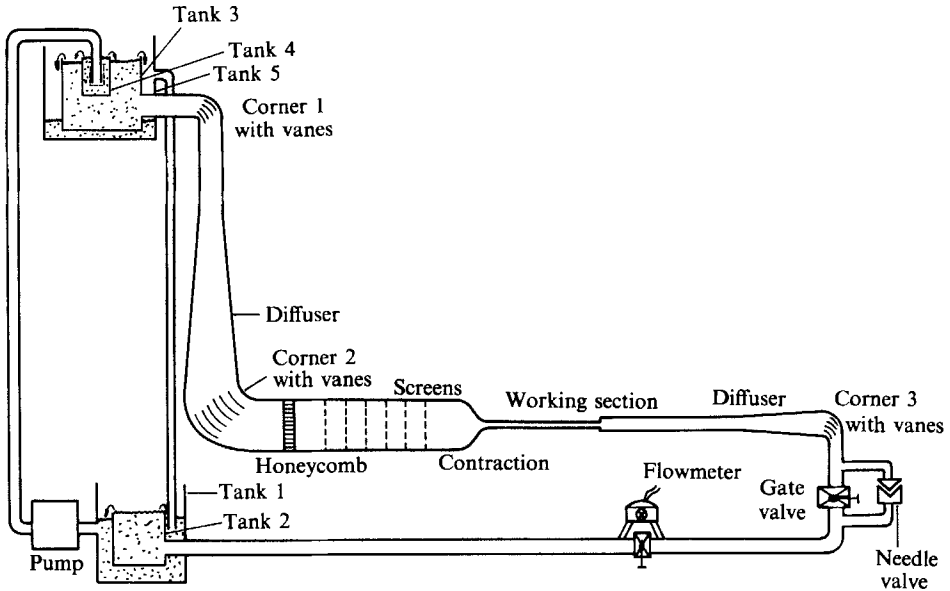 Tank 3
Tank 4
Tank 5
Corner 1
with vanes
Diffuser
Corner 2
with vanes
Screens
Working section
Diffuser
Corner 3
with vanes
Honeycomb
Contraction
Flowmeter
Gate
valve
Tank 1
Tank 2
Pump
Needle
valve